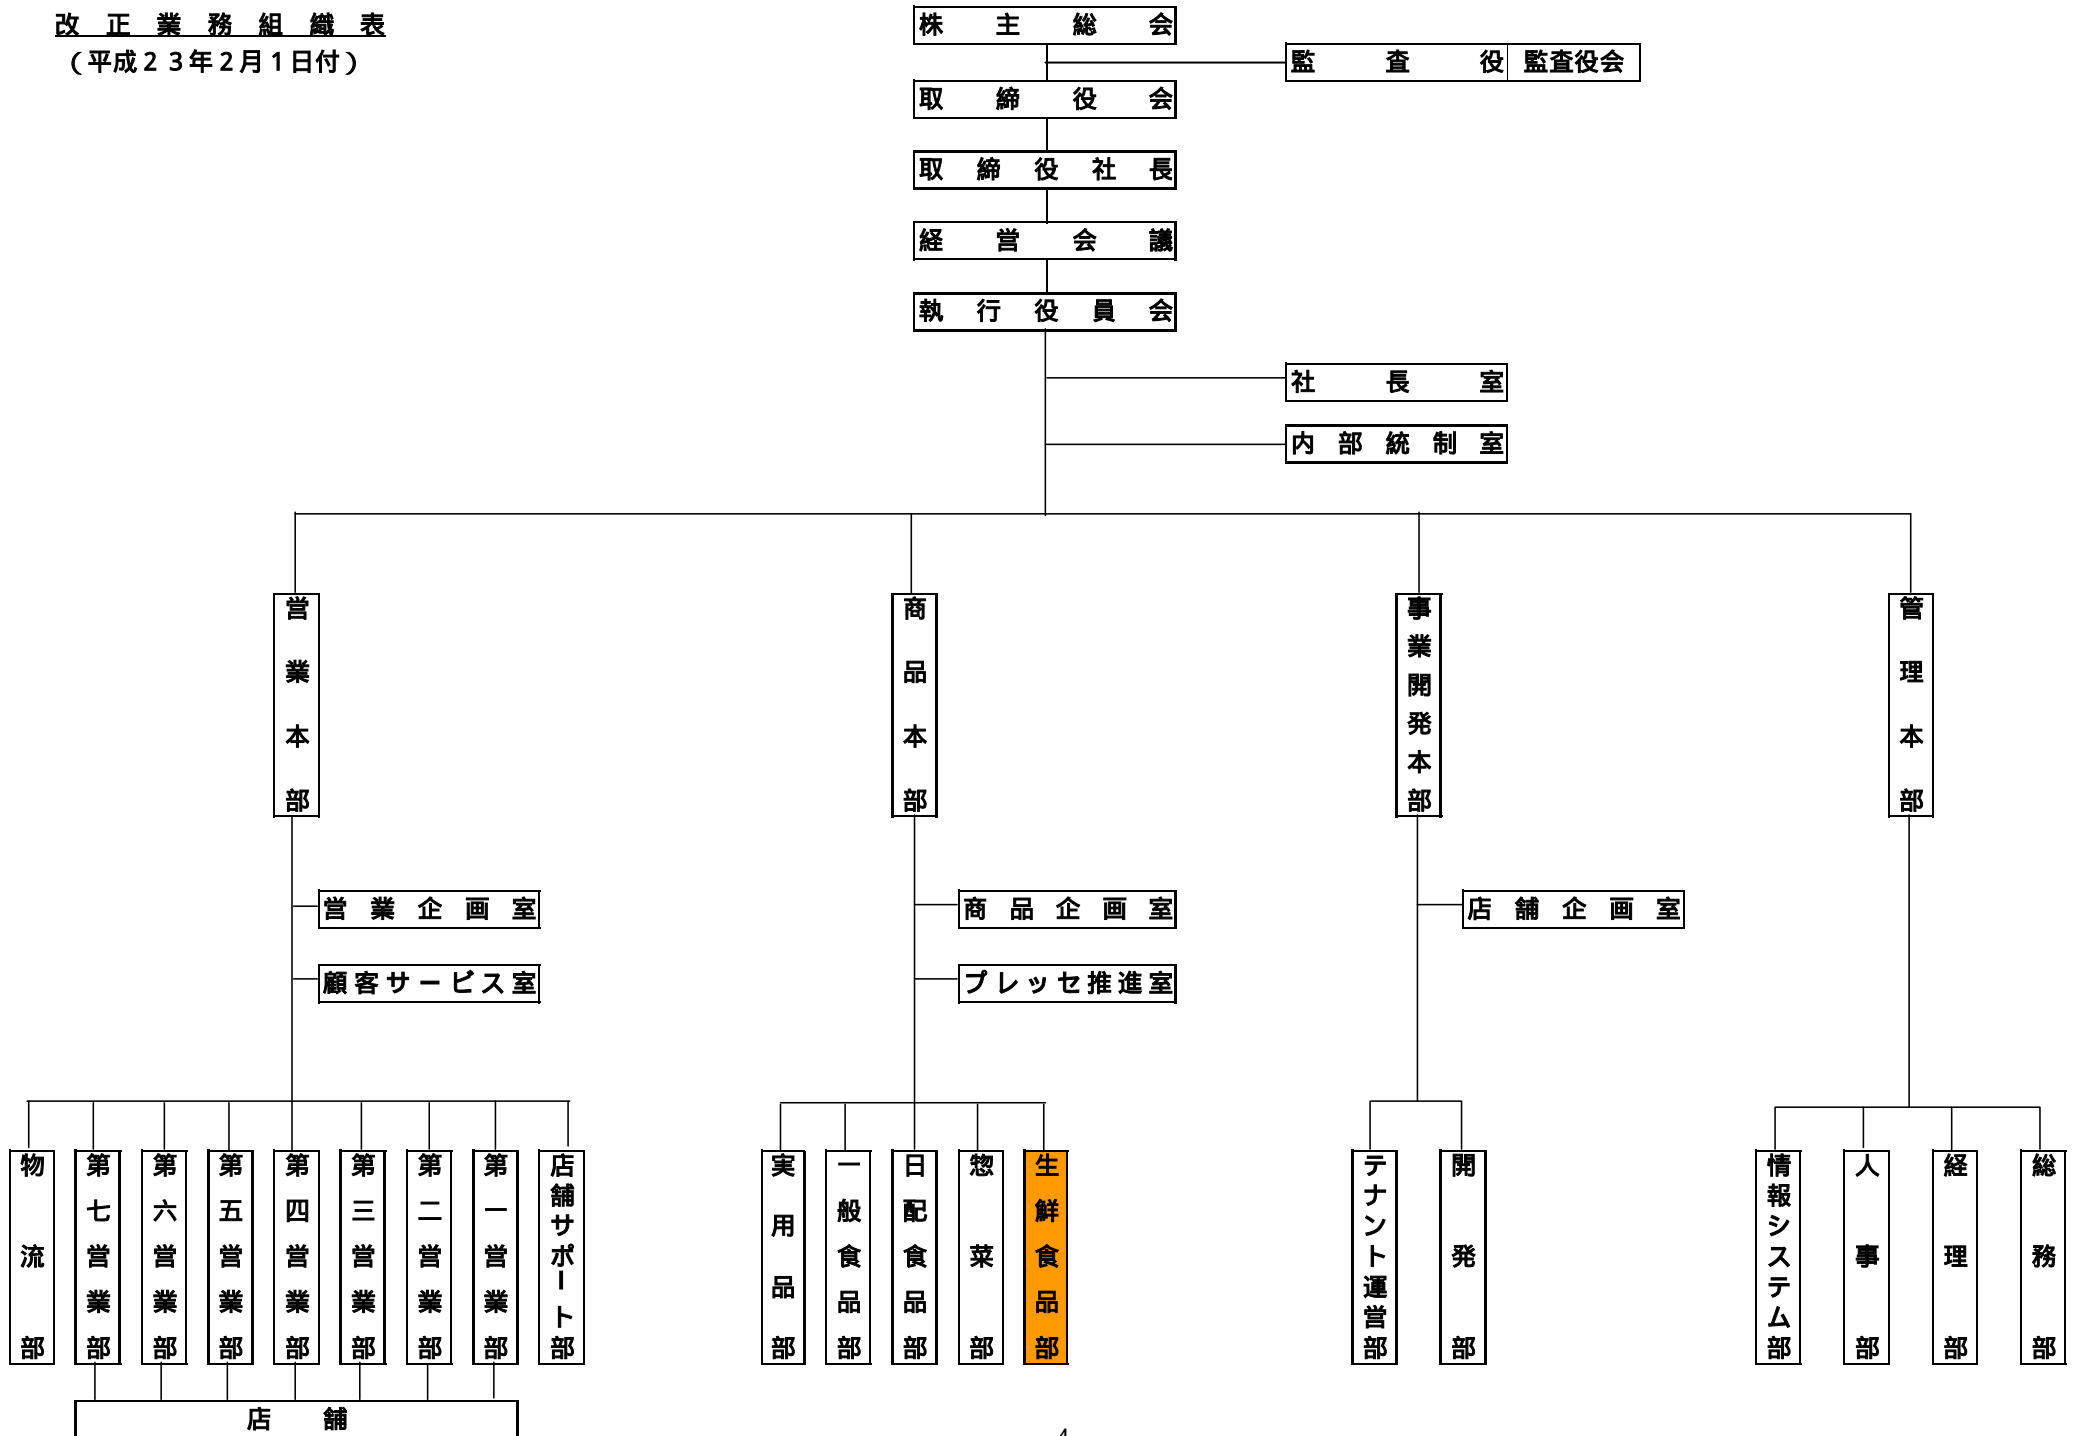 改正業務組織表
（平成２３年２月１日付）
株主総会
監査役 監査役会
取締役会
取締役社長
経営会議
執行役員会
社長室
内部統制室
営業本部
商品本部
事業開発本部
管理本部
営業企画室
商品企画室
店舗企画室
顧客サービス室
プレッセ推進室
物流部
第七営業部
第六営業部
第五営業部
第四営業部
第三営業部
第二営業部
第一営業部
店舗サポート部
実用品部
一般食品部
日配食品部
惣菜部
生鮮食品部
テナント運営部
開発部
情報システム部
人事部
経理部
総務部
店舗
4